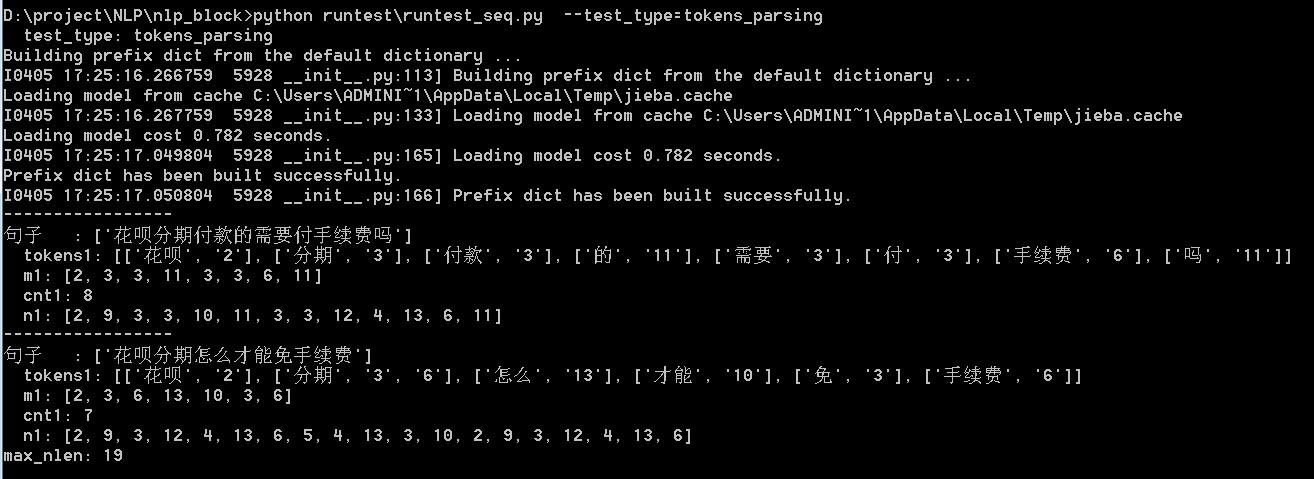 D:\project\NLP\nlp_block>python runtest\runtest_seq.py  --test_type=tokens_parsing
  test_type: tokens_parsing
Building prefix dict from the default dictionary ...
I0405 17:25:16.266759  5928 __init__.py:113] Building prefix dict from the default dictionary ...
Loading model from cache C:\Users\ADMINI~1\AppData\Local\Temp\jieba.cache
I0405 17:25:16.267759  5928 __init__.py:133] Loading model from cache C:\Users\ADMINI~1\AppData\Local\Temp\jieba.cache
Loading model cost 0.782 seconds.
I0405 17:25:17.049804  5928 __init__.py:165] Loading model cost 0.782 seconds.
Prefix dict has been built successfully.
I0405 17:25:17.050804  5928 __init__.py:166] Prefix dict has been built successfully.
-----------------
句子   : ['花呗分期付款的需要付手续费吗']
  tokens1: [['花呗', '2'], ['分期', '3'], ['付款', '3'], ['的', '11'], ['需要', '3'], ['付', '3'], ['手续费', '6'], ['吗', '11']]
  m1: [2, 3, 3, 11, 3, 3, 6, 11]
  cnt1: 8
  n1: [2, 9, 3, 3, 10, 11, 3, 3, 12, 4, 13, 6, 11]
-----------------
句子   : ['花呗分期怎么才能免手续费']
  tokens1: [['花呗', '2'], ['分期', '3', '6'], ['怎么', '13'], ['才能', '10'], ['免', '3'], ['手续费', '6']]
  m1: [2, 3, 6, 13, 10, 3, 6]
  cnt1: 7
  n1: [2, 9, 3, 12, 4, 13, 6, 5, 4, 13, 3, 10, 2, 9, 3, 12, 4, 13, 6]
max_nlen: 19